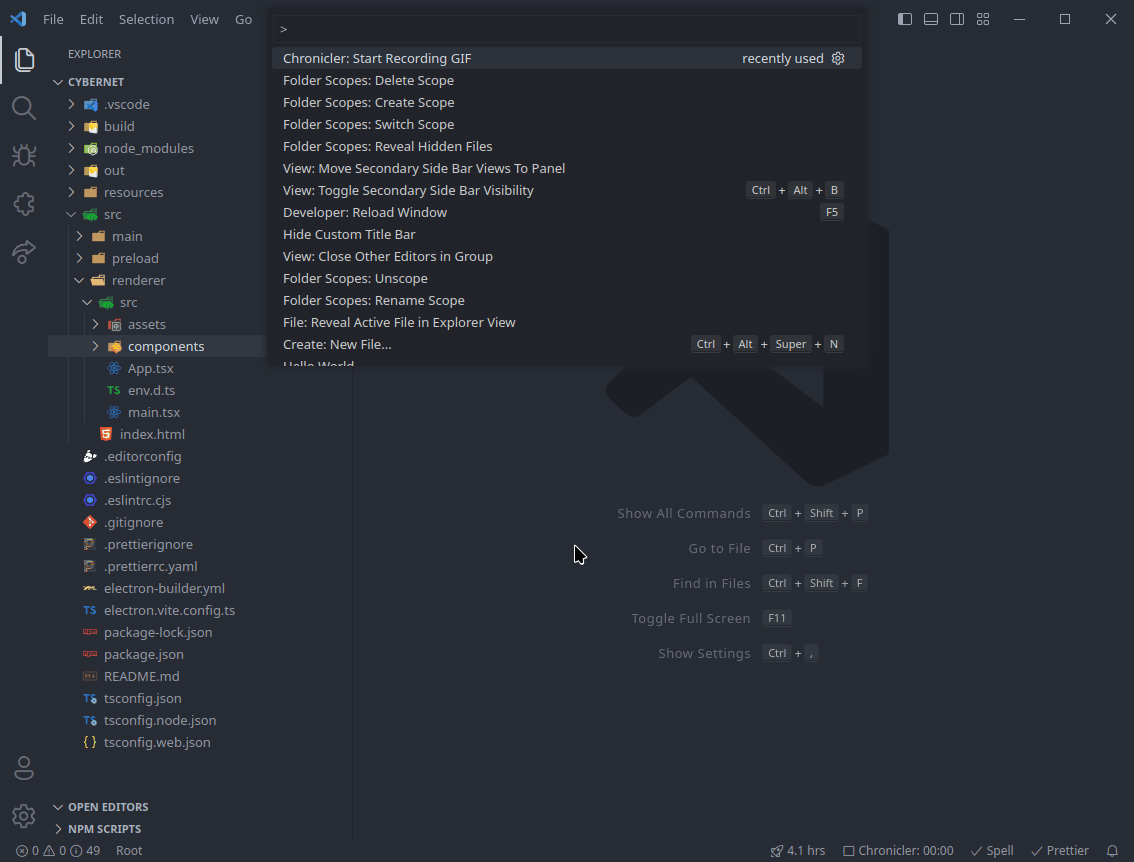 File Edit Selection View Go
>
Chronicler: Start Recording GIF recently used
Folder Scopes: Delete Scope
Folder Scopes: Create Scope
Folder Scopes: Switch Scope
Folder Scopes: Reveal Hidden Files
View: Move Secondary Side Bar Views To Panel
View: Toggle Secondary Side Bar Visibility Ctrl + Alt + B
Developer: Reload Window F5
Hide Custom Title Bar
View: Close Other Editors in Group
Folder Scopes: Unscope
Folder Scopes: Rename Scope
File: Reveal Active File in Explorer View
Create: New File... Ctrl + Alt + Super + N
Hello World
EXPLORER
CYBERNET
.vscode
build
node_modules
out
resources
src
main
preload
renderer
src
assets
components
App.tsx
TS env.d.ts
main.tsx
index.html
.editorconfig
.eslintignore
.eslintrc.cjs
.gitignore
.prettierignore
.prettierrc.yaml
electron-builder.yml
TS electron.vite.config.ts
package-lock.json
package.json
README.md
TS tsconfig.json
TS tsconfig.node.json
{ } tsconfig.web.json
OPEN EDITORS
NPM SCRIPTS
Show All Commands Ctrl + Shift + P
Go to File Ctrl + P
Find in Files Ctrl + Shift + F
Toggle Full Screen F11
Show Settings Ctrl + ,
0 0 49 Root 4.1 hrs Chronicler: 00:00 Spell Prettier